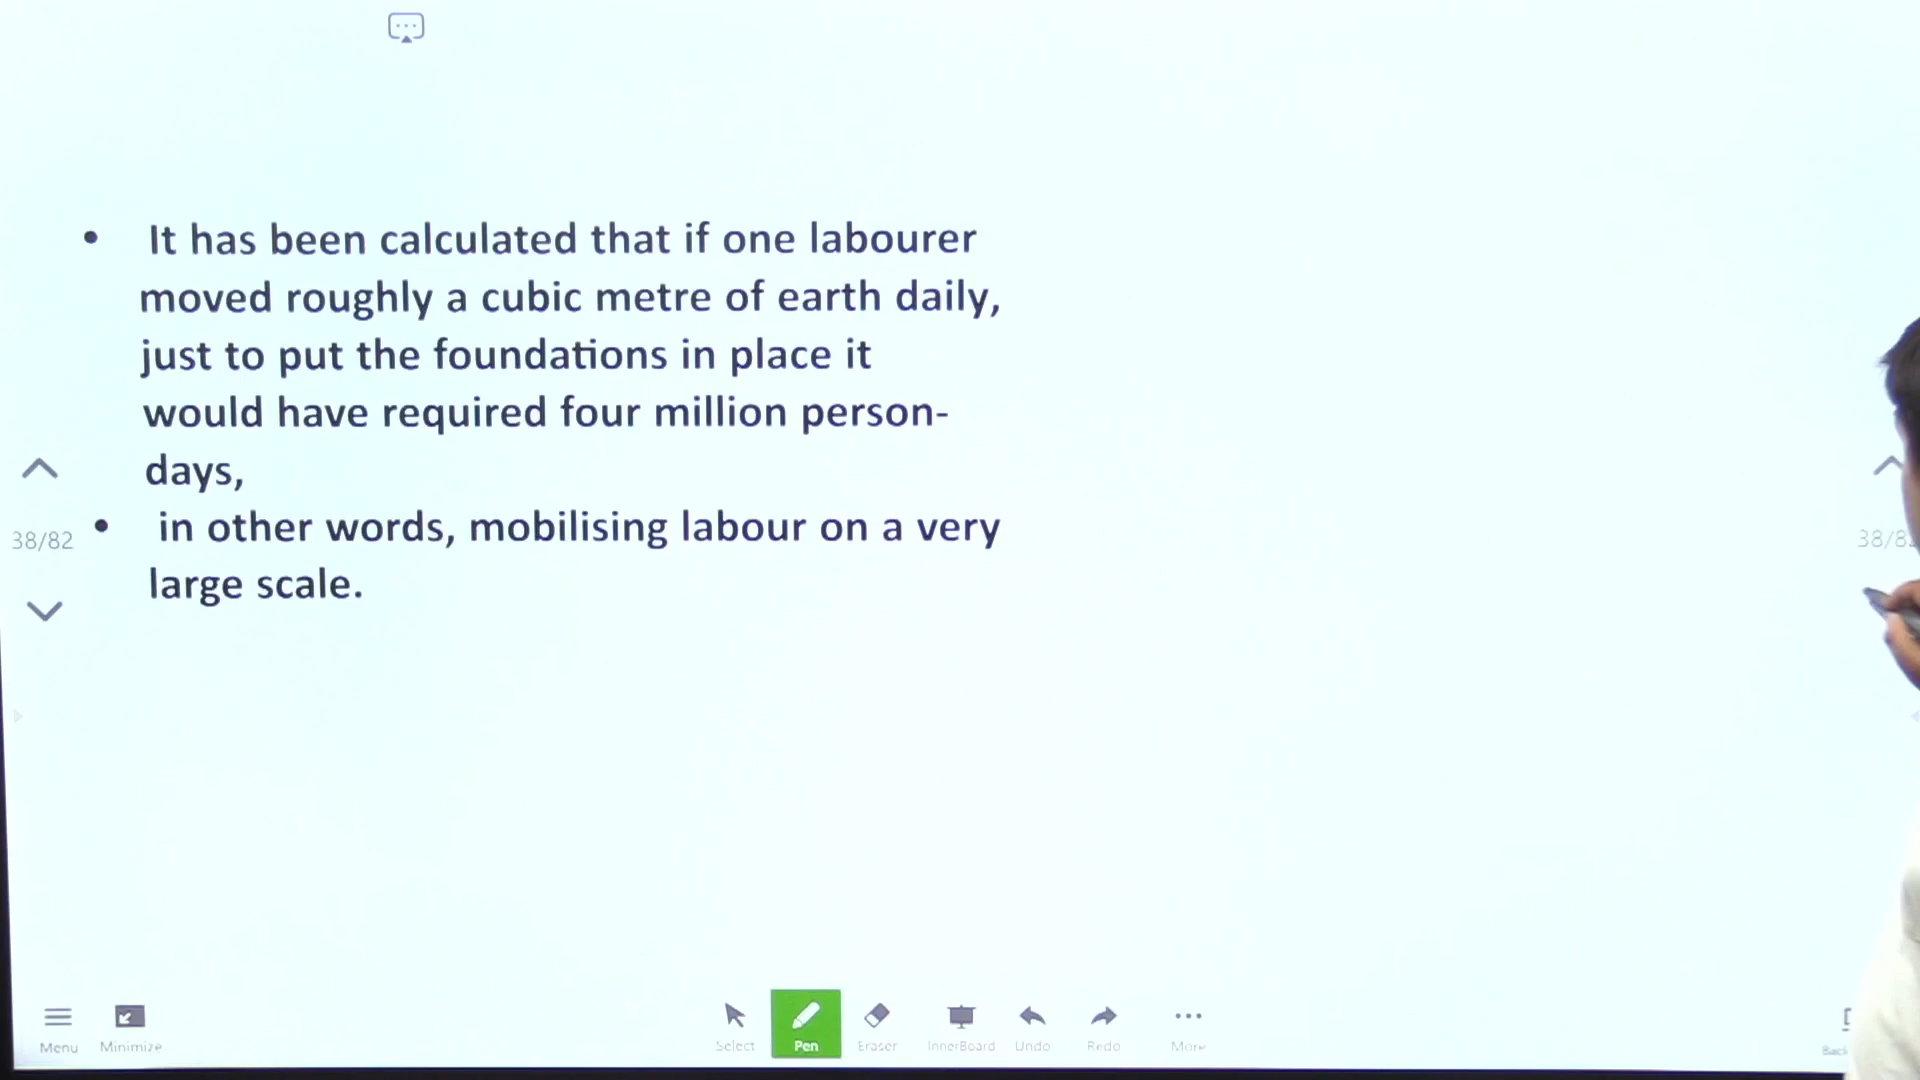 • It has been calculated that if one labourer
moved roughly a cubic metre of earth daily,
just to put the foundations in place it
would have required four million person-
days,
• in other words, mobilising labour on a very
large scale.
38/82
38/8
Menu
Minimize
Select
Pen
Eraser
InnerBoard
Undo
Redo
More
Back